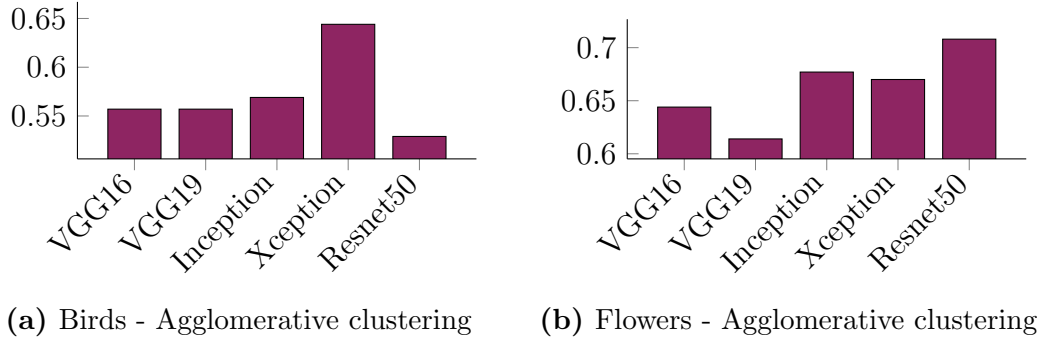 0.65
0.6
0.55
VGG16
VGG19
Inception
Xception
Resnet50
(a) Birds - Agglomerative clustering
0.7
0.65
0.6
VGG16
VGG19
Inception
Xception
Resnet50
(b) Flowers - Agglomerative clustering